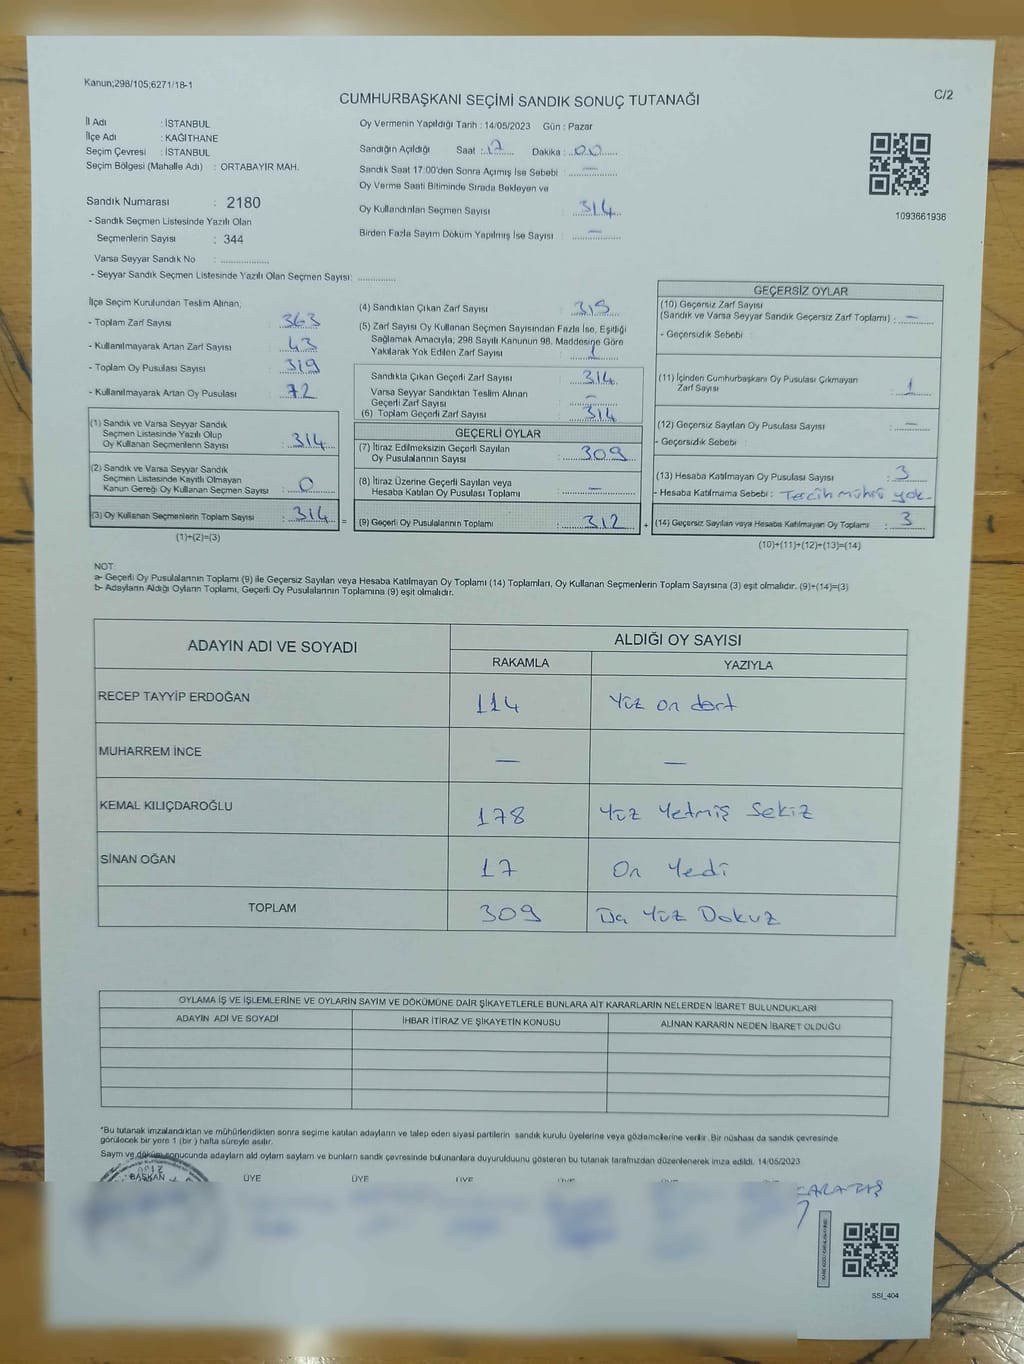 Kanun;298/105;6271/18-1
C/2
CUMHURBAŞKANI SEÇİMİ SANDIK SONUÇ TUTANAĞI
İl Adı : İSTANBUL
İlçe Adı : KAĞITHANE
Seçim Çevresi : İSTANBUL
Seçim Bölgesi (Mahalle Adı) : ORTABAYIR MAH.
Sandık Numarası : 2180
- Sandık Seçmen Listesinde Yazılı Olan
Seçmenlerin Sayısı : 344
Varsa Seyyar Sandık No : ....................
- Seyyar Sandık Seçmen Listesinde Yazılı Olan Seçmen Sayısı: ..............
Oy Vermenin Yapıldığı Tarih : 14/05/2023 Gün : Pazar
Sandığın Açıldığı Saat : 17 Dakika : 00
Sandık Saat 17:00'den Sonra Açımış İse Sebebi : —
Oy Verme Saati Bitiminde Sırada Bekleyen ve
Oy Kullandırılan Seçmen Sayısı : 314
Birden Fazla Sayım Döküm Yapılmış İse Sayısı : —
1093661936
İlçe Seçim Kurulundan Teslim Alınan;
- Toplam Zarf Sayısı : 363
- Kullanılmayarak Artan Zarf Sayısı : 43
- Toplam Oy Pusulası Sayısı : 319
- Kullanılmayarak Artan Oy Pusulası : 72
(1) Sandık ve Varsa Seyyar Sandık
Seçmen Listesinde Yazılı Olup
Oy Kullanan Seçmenlerin Sayısı : 314
(2) Sandık ve Varsa Seyyar Sandık
Seçmen Listesinde Kayıtlı Olmayan
Kanun Gereği Oy Kullanan Seçmen Sayısı : 0
(3) Oy Kullanan Seçmenlerin Toplam Sayısı : 314
(1)+(2)=(3)
(4) Sandıktan Çıkan Zarf Sayısı : 315
(5) Zarf Sayısı Oy Kullanan Seçmen Sayısından Fazla İse, Eşitliği
Sağlamak Amacıyla; 298 Sayılı Kanunun 98. Maddesine Göre
Yakılarak Yok Edilen Zarf Sayısı : 1
Sandıkta Çıkan Geçerli Zarf Sayısı : 314
Varsa Seyyar Sandıktan Teslim Alınan
Geçerli Zarf Sayısı : —
(6) Toplam Geçerli Zarf Sayısı : 314
=
GEÇERLİ OYLAR
(7) İtiraz Edilmeksizin Geçerli Sayılan
Oy Pusulalarının Sayısı : 309
(8) İtiraz Üzerine Geçerli Sayılan veya
Hesaba Katılan Oy Pusulası Toplamı : —
(9) Geçerli Oy Pusulalarının Toplamı : 312
+
GEÇERSİZ OYLAR
(10) Geçersiz Zarf Sayısı
(Sandık ve Varsa Seyyar Sandık Geçersiz Zarf Toplamı) : —
- Geçersizlik Sebebi :
(11) İçinden Cumhurbaşkanı Oy Pusulası Çıkmayan
Zarf Sayısı : 1
(12) Geçersiz Sayılan Oy Pusulası Sayısı : —
- Geçersizlik Sebebi :
(13) Hesaba Katılmayan Oy Pusulası Sayısı : 3
- Hesaba Katılmama Sebebi : Tercih mührü yok
(14) Geçersiz Sayılan veya Hesaba Katılmayan Oy Toplamı : 3
(10)+(11)+(12)+(13)=(14)
NOT:
a- Geçerli Oy Pusulalarının Toplamı (9) ile Geçersiz Sayılan veya Hesaba Katılmayan Oy Toplamı (14) Toplamları, Oy Kullanan Seçmenlerin Toplam Sayısına (3) eşit olmalıdır. (9)+(14)=(3)
b- Adayların Aldığı Oyların Toplamı, Geçerli Oy Pusulalarının Toplamına (9) eşit olmalıdır.
ADAYIN ADI VE SOYADI
ALDIĞI OY SAYISI
RAKAMLA YAZIYLA
RECEP TAYYİP ERDOĞAN 114 Yüz on dört
MUHARREM İNCE — —
KEMAL KILIÇDAROĞLU 178 Yüz Yetmiş Sekiz
SİNAN OĞAN 17 On Yedi
TOPLAM 309 Üç Yüz Dokuz
OYLAMA İŞ VE İŞLEMLERİNE VE OYLARIN SAYIM VE DÖKÜMÜNE DAİR ŞİKAYETLERLE BUNLARA AİT KARARLARIN NELERDEN İBARET BULUNDUKLARI
ADAYIN ADI VE SOYADI İHBAR İTİRAZ VE ŞİKAYETİN KONUSU ALINAN KARARIN NEDEN İBARET OLDUĞU
*Bu tutanak imzalandıktan ve mühürlendikten sonra seçime katılan adayların ve talep eden siyasi partilerin sandık kurulu üyelerine veya gözlemcilerine verilir. Bir nüshası da sandık çevresinde
görülecek bir yere 1 (bir ) hafta süreyle asılır.
Sayım ve döküm sonucunda adayların aldı oyların sayların ve bunların sandık çevresinde bulunanlara duyurulduunu gösteren bu tutanak tarafmızdan düzenlenerek imza edildi. 14/05/2023
BAŞKAN ÜYE ÜYE ÜYE
KARATAŞ
SSI_404